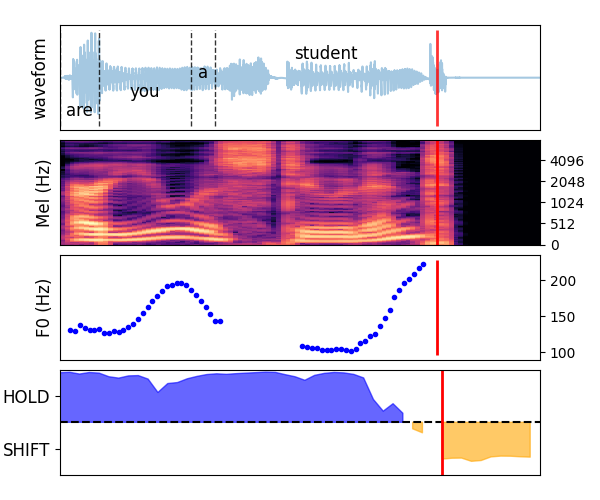 waveform
are
you
a
student
Mel (Hz)
4096
2048
1024
512
0
F0 (Hz)
200
150
100
HOLD
SHIFT